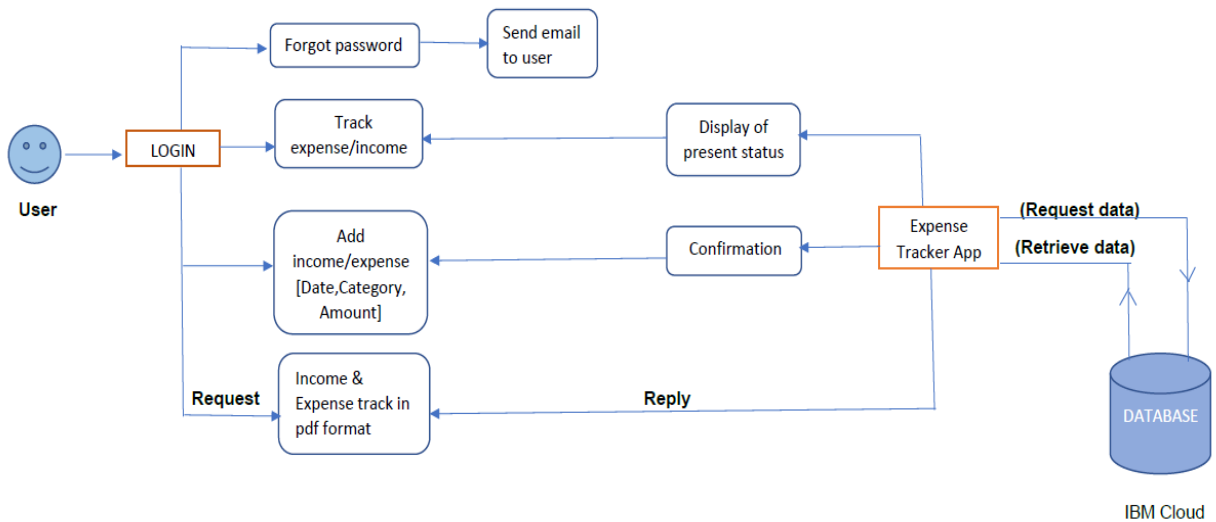 Forgot password
Send email
to user
Track
expense/income
Display of
present status
LOGIN
User
Add
income/expense
[Date,Category,
Amount]
Confirmation
Expense
Tracker App
(Request data)
(Retrieve data)
Request
Income &
Expense track in
pdf format
Reply
DATABASE
IBM Cloud